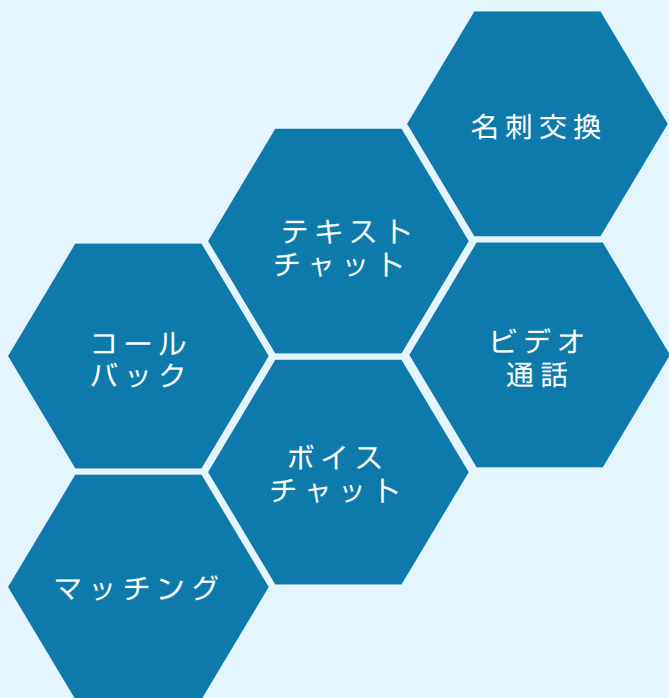 名刺交換
テキスト
チャット
コール
バック
ビデオ
通話
ボイス
チャット
マッチング